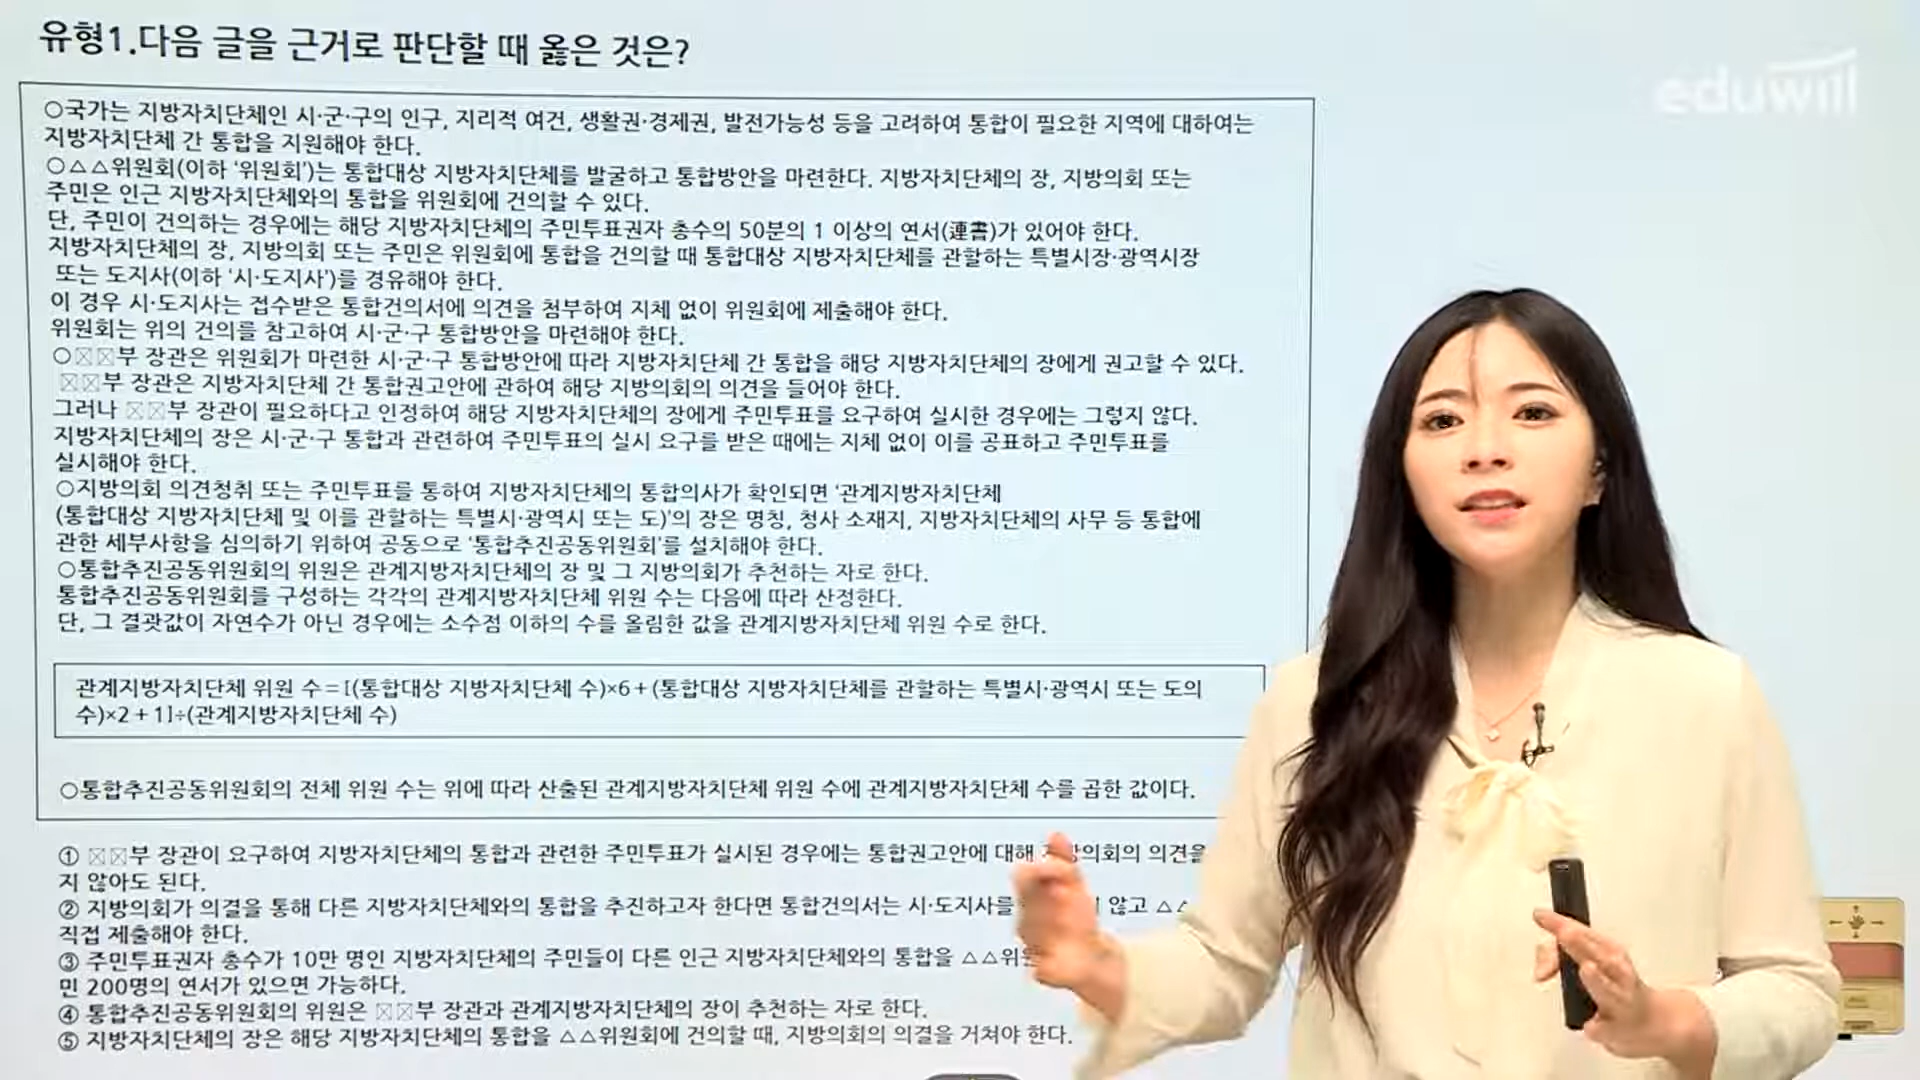 유형1.다음 글을 근거로 판단할 때 옳은 것은?
eduwill
○국가는 지방자치단체인 시·군·구의 인구, 지리적 여건, 생활권·경제권, 발전가능성 등을 고려하여 통합이 필요한 지역에 대하여는
지방자치단체 간 통합을 지원해야 한다.
○△△위원회(이하 ‘위원회’)는 통합대상 지방자치단체를 발굴하고 통합방안을 마련한다. 지방자치단체의 장, 지방의회 또는
주민은 인근 지방자치단체와의 통합을 위원회에 건의할 수 있다.
단, 주민이 건의하는 경우에는 해당 지방자치단체의 주민투표권자 총수의 50분의 1 이상의 연서(連書)가 있어야 한다.
지방자치단체의 장, 지방의회 또는 주민은 위원회에 통합을 건의할 때 통합대상 지방자치단체를 관할하는 특별시장·광역시장
또는 도지사(이하 ‘시·도지사’)를 경유해야 한다.
이 경우 시·도지사는 접수받은 통합건의서에 의견을 첨부하여 지체 없이 위원회에 제출해야 한다.
위원회는 위의 건의를 참고하여 시·군·구 통합방안을 마련해야 한다.
○☒☒부 장관은 위원회가 마련한 시·군·구 통합방안에 따라 지방자치단체 간 통합을 해당 지방자치단체의 장에게 권고할 수 있다.
☒☒부 장관은 지방자치단체 간 통합권고안에 관하여 해당 지방의회의 의견을 들어야 한다.
그러나 ☒☒부 장관이 필요하다고 인정하여 해당 지방자치단체의 장에게 주민투표를 요구하여 실시한 경우에는 그렇지 않다.
지방자치단체의 장은 시·군·구 통합과 관련하여 주민투표의 실시 요구를 받은 때에는 지체 없이 이를 공표하고 주민투표를
실시해야 한다.
○지방의회 의견청취 또는 주민투표를 통하여 지방자치단체의 통합의사가 확인되면 ‘관계지방자치단체
(통합대상 지방자치단체 및 이를 관할하는 특별시·광역시 또는 도)’의 장은 명칭, 청사 소재지, 지방자치단체의 사무 등 통합에
관한 세부사항을 심의하기 위하여 공동으로 ‘통합추진공동위원회’를 설치해야 한다.
○통합추진공동위원회의 위원은 관계지방자치단체의 장 및 그 지방의회가 추천하는 자로 한다.
통합추진공동위원회를 구성하는 각각의 관계지방자치단체 위원 수는 다음에 따라 산정한다.
단, 그 결괏값이 자연수가 아닌 경우에는 소수점 이하의 수를 올림한 값을 관계지방자치단체 위원 수로 한다.
관계지방자치단체 위원 수=[(통합대상 지방자치단체 수)×6+(통합대상 지방자치단체를 관할하는 특별시·광역시 또는 도의
수)×2+1]÷(관계지방자치단체 수)
○통합추진공동위원회의 전체 위원 수는 위에 따라 산출된 관계지방자치단체 위원 수에 관계지방자치단체 수를 곱한 값이다.
① ☒☒부 장관이 요구하여 지방자치단체의 통합과 관련한 주민투표가 실시된 경우에는 통합권고안에 대해 의회의 의견을
지 않아도 된다.
② 지방의회가 의결을 통해 다른 지방자치단체와의 통합을 추진하고자 한다면 통합건의서는 시·도지사를 않고 △△
직접 제출해야 한다.
③ 주민투표권자 총수가 10만 명인 지방자치단체의 주민들이 다른 인근 지방자치단체와의 통합을 △△위원
민 200명의 연서가 있으면 가능하다.
④ 통합추진공동위원회의 위원은 ☒☒부 장관과 관계지방자치단체의 장이 추천하는 자로 한다.
⑤ 지방자치단체의 장은 해당 지방자치단체의 통합을 △△위원회에 건의할 때, 지방의회의 의결을 거쳐야 한다.